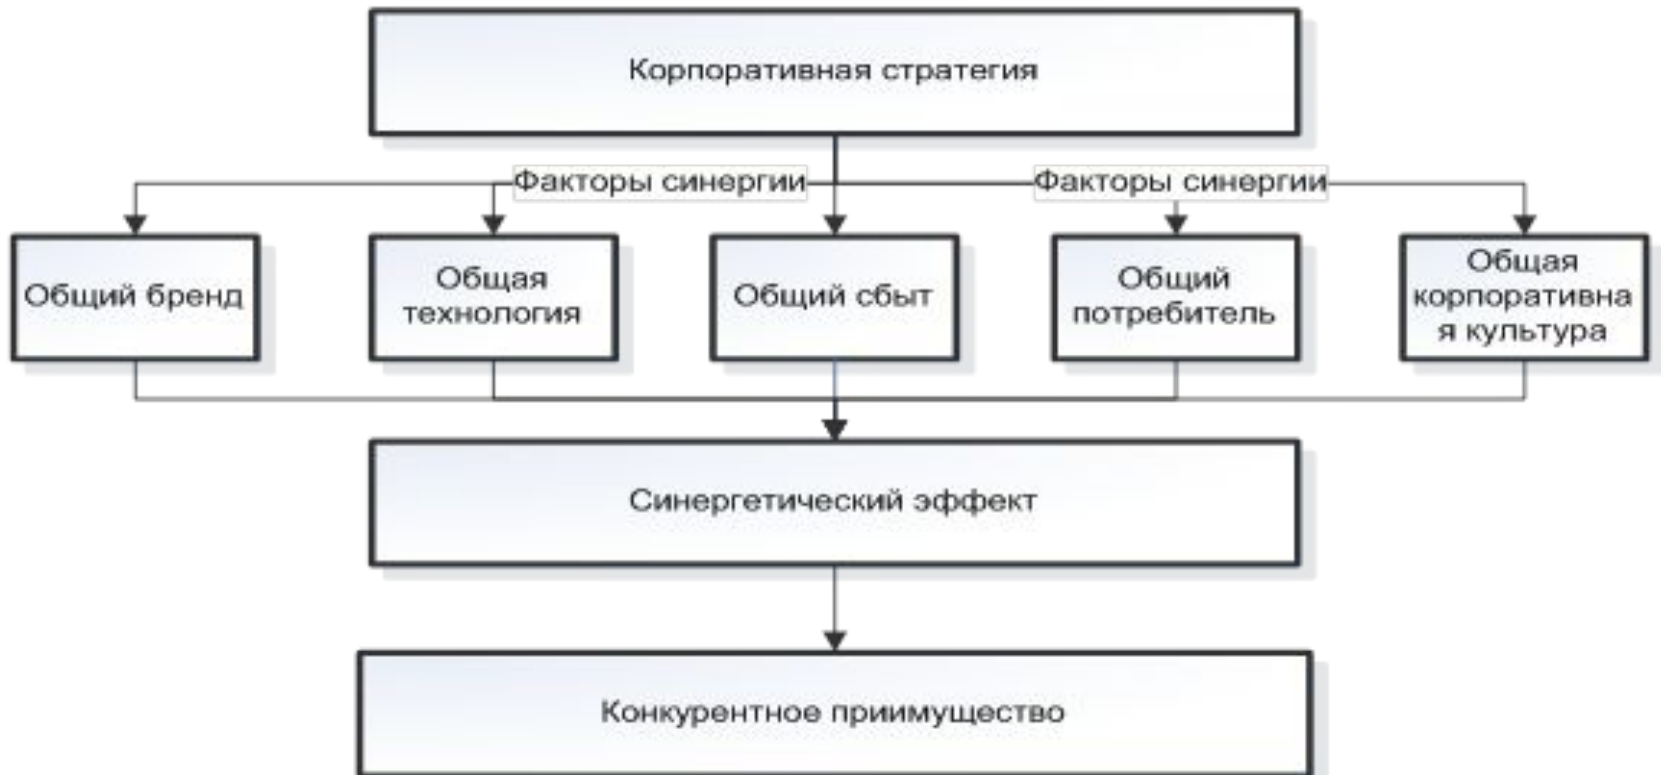 Корпоративная стратегия
Факторы синергии
Факторы синергии
Общий бренд
Общая
технология
Общий сбыт
Общий
потребитель
Общая
корпоративна
я культура
Синергетический эффект
Конкурентное приимущество